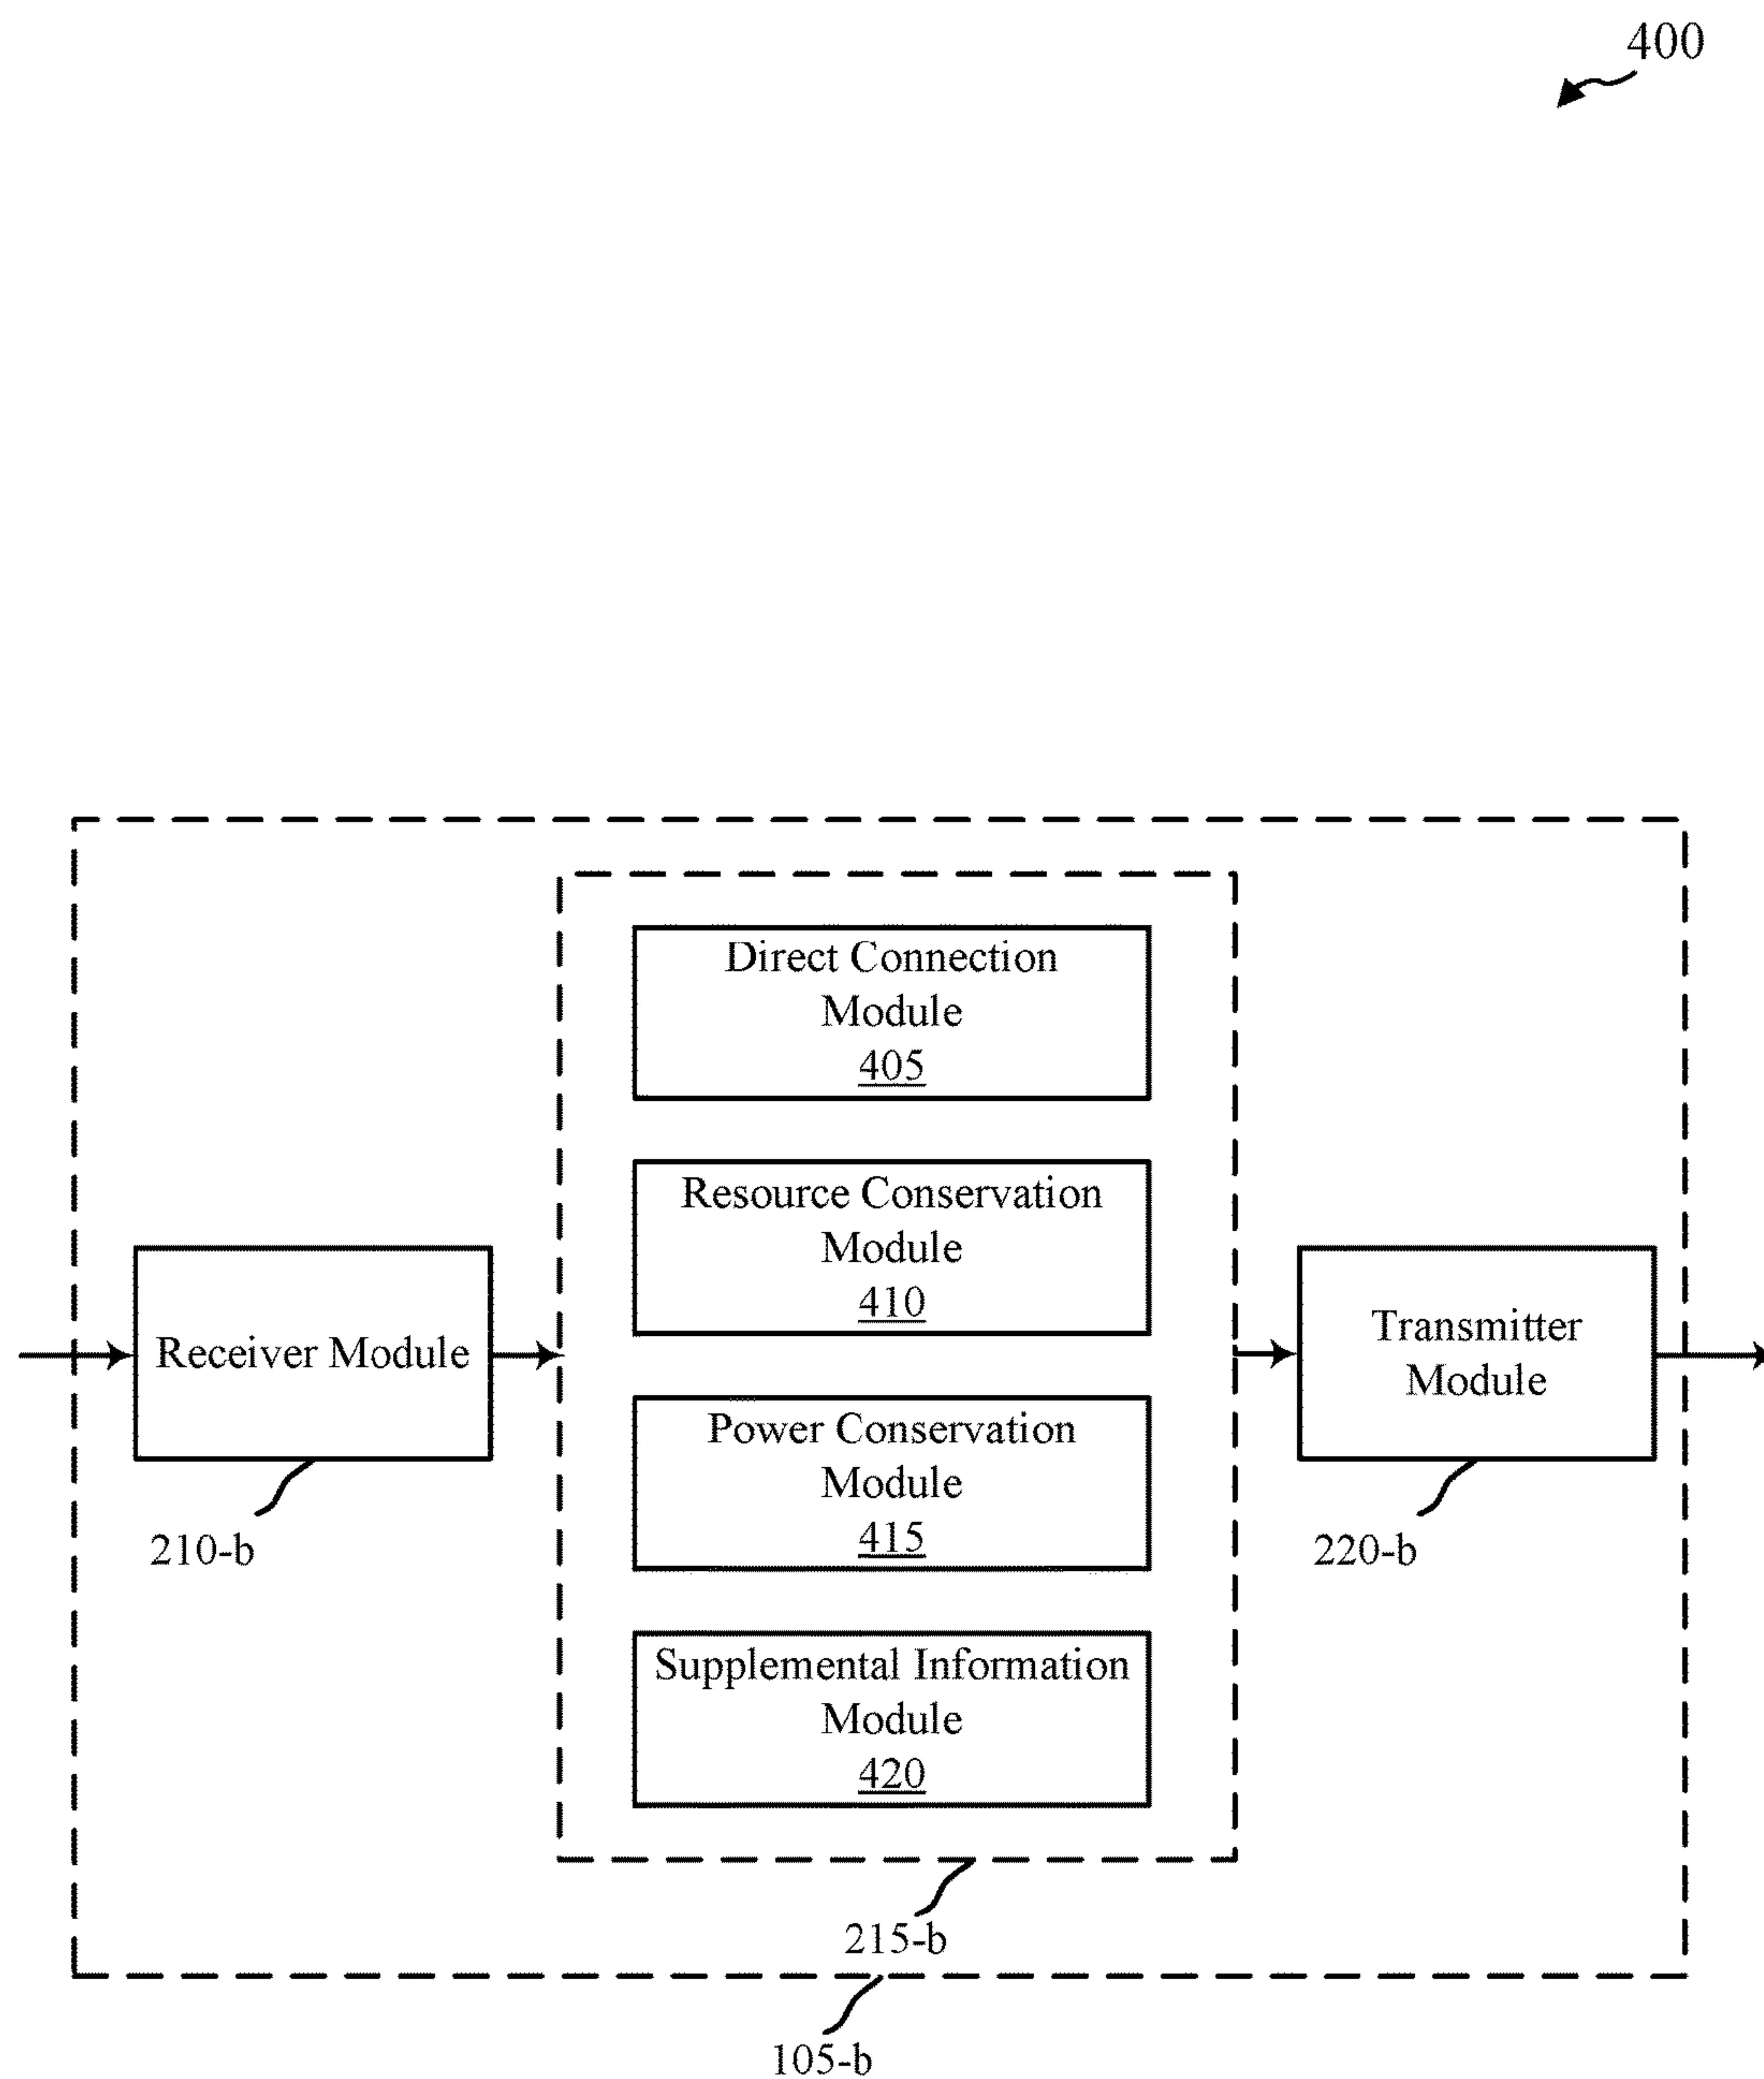 400
Direct Connection
Module
405
Resource Conservation
Module
410
Receiver Module
Transmitter
Module
Power Conservation
Module
415
210-b
220-b
Supplemental Information
Module
420
215-b
105-b